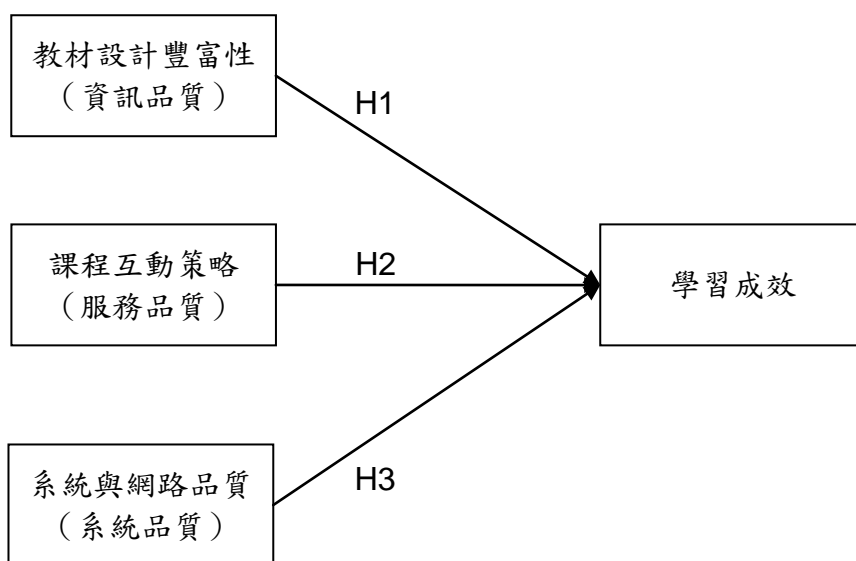 教材設計豐富性
（資訊品質）
H1
課程互動策略
（服務品質）
H2
學習成效
系統與網路品質
（系統品質）
H3